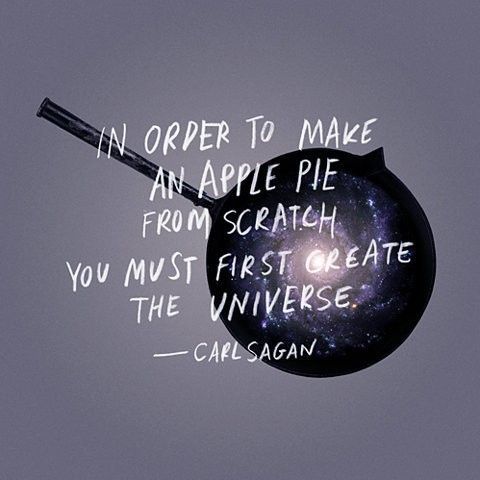 IN ORDER TO MAKE
AN APPLE PIE
FROM SCRATCH
YOU MUST FIRST CREATE
THE UNIVERSE
— CARL SAGAN